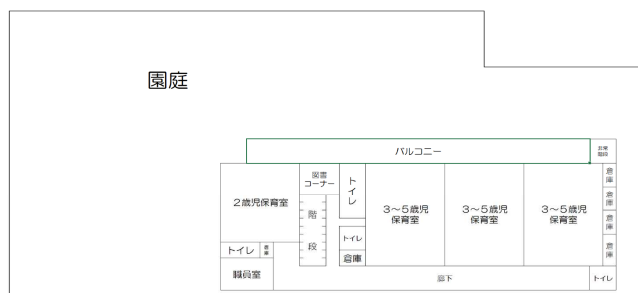 園庭
バルコニー
非常
階段
図書
コーナー
トイレ
倉庫
2歳児保育室
3～5歳児
保育室
3～5歳児
保育室
3～5歳児
保育室
倉庫
階段
倉庫
トイレ
トイレ
倉庫
倉庫
職員室
廊下
トイレ